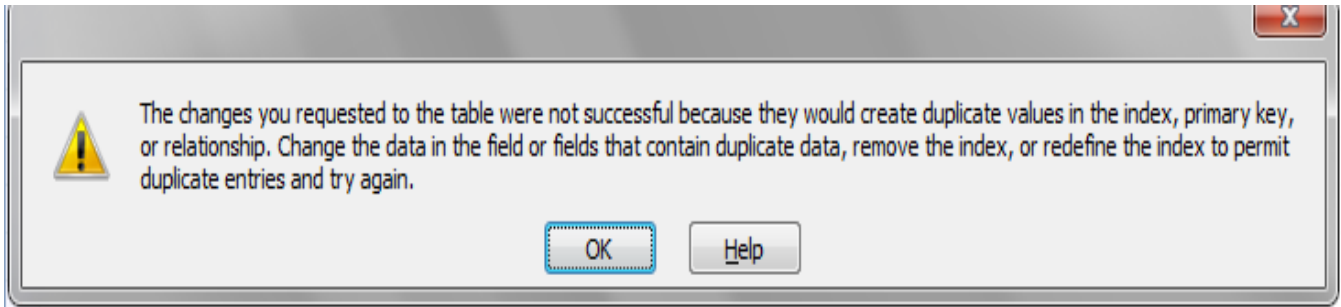 X
The changes you requested to the table were not successful because they would create duplicate values in the index, primary key,
or relationship. Change the data in the field or fields that contain duplicate data, remove the index, or redefine the index to permit
duplicate entries and try again.
OK
Help